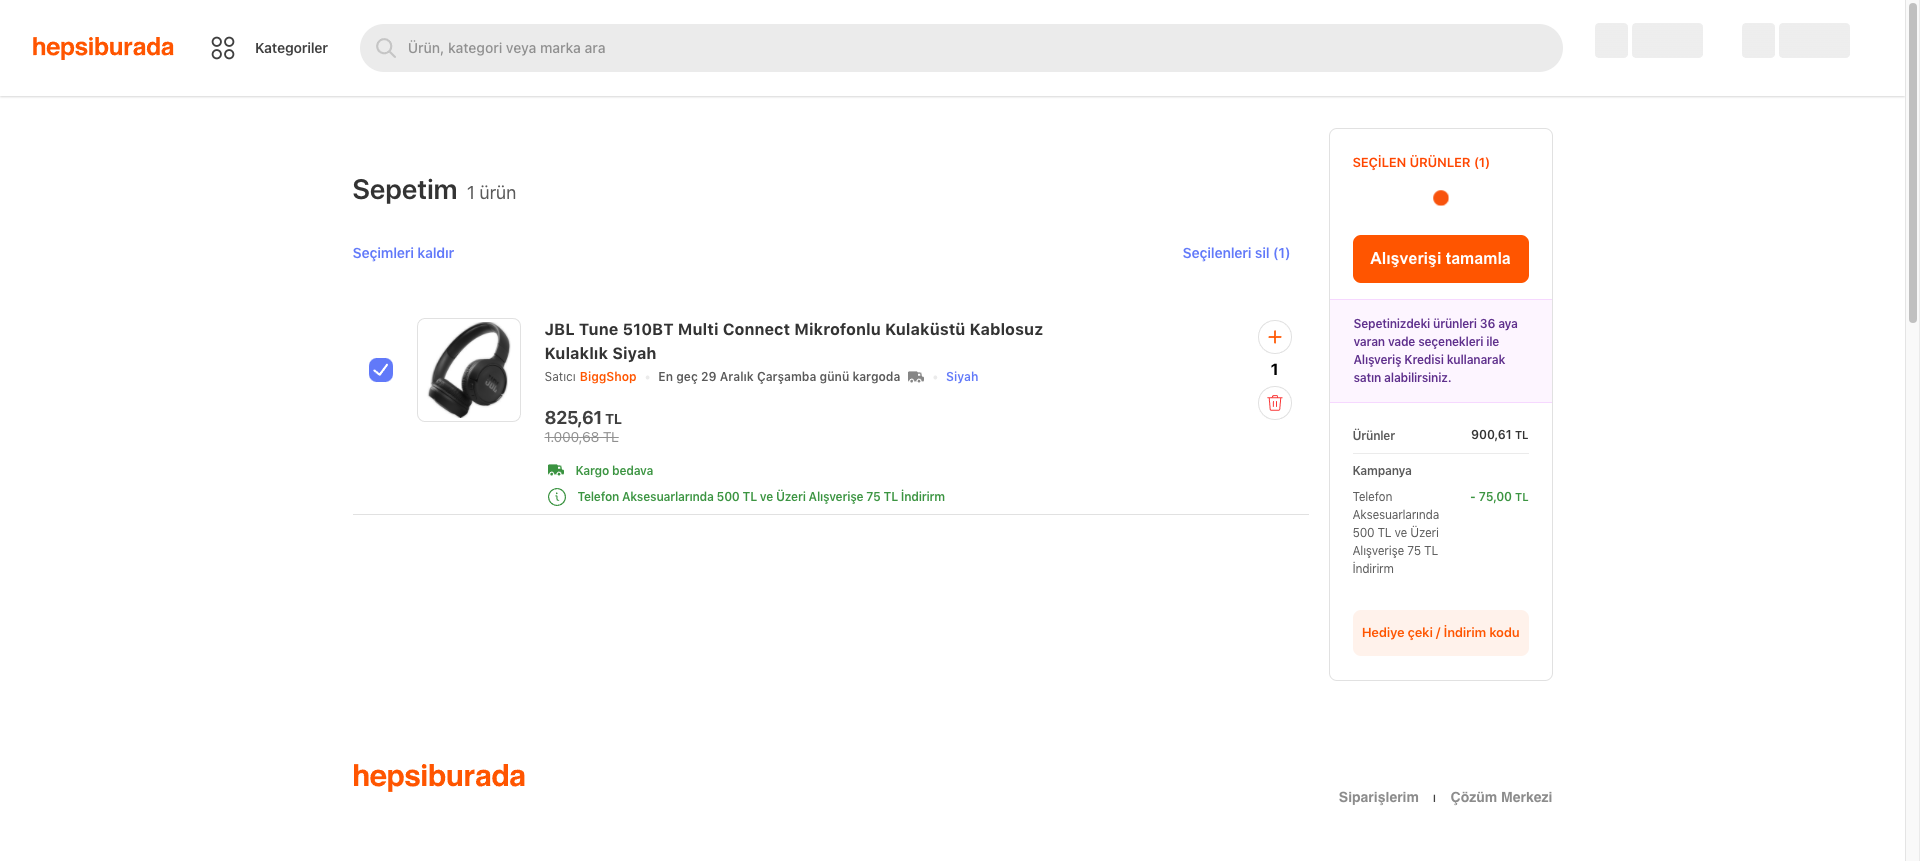 hepsiburada
Kategoriler
Ürün, kategori veya marka ara
Sepetim 1 ürün
Seçimleri kaldır
Seçilenleri sil (1)
JBL Tune 510BT Multi Connect Mikrofonlu Kulaküstü Kablosuz
Kulaklık Siyah
Satıcı BiggShop
En geç 29 Aralık Çarşamba günü kargoda
Siyah
1
825,61 TL
1.000,68 TL
Kargo bedava
Telefon Aksesuarlarında 500 TL ve Üzeri Alışverişe 75 TL İndirim
SEÇİLEN ÜRÜNLER (1)
Alışverişi tamamla
Sepetinizdeki ürünleri 36 aya
varan vade seçenekleri ile
Alışveriş Kredisi kullanarak
satın alabilirsiniz.
Ürünler 900,61 TL
Kampanya
Telefon - 75,00 TL
Aksesuarlarında
500 TL ve Üzeri
Alışverişe 75 TL
İndirim
Hediye çeki / İndirim kodu
hepsiburada
Siparişlerim
Çözüm Merkezi